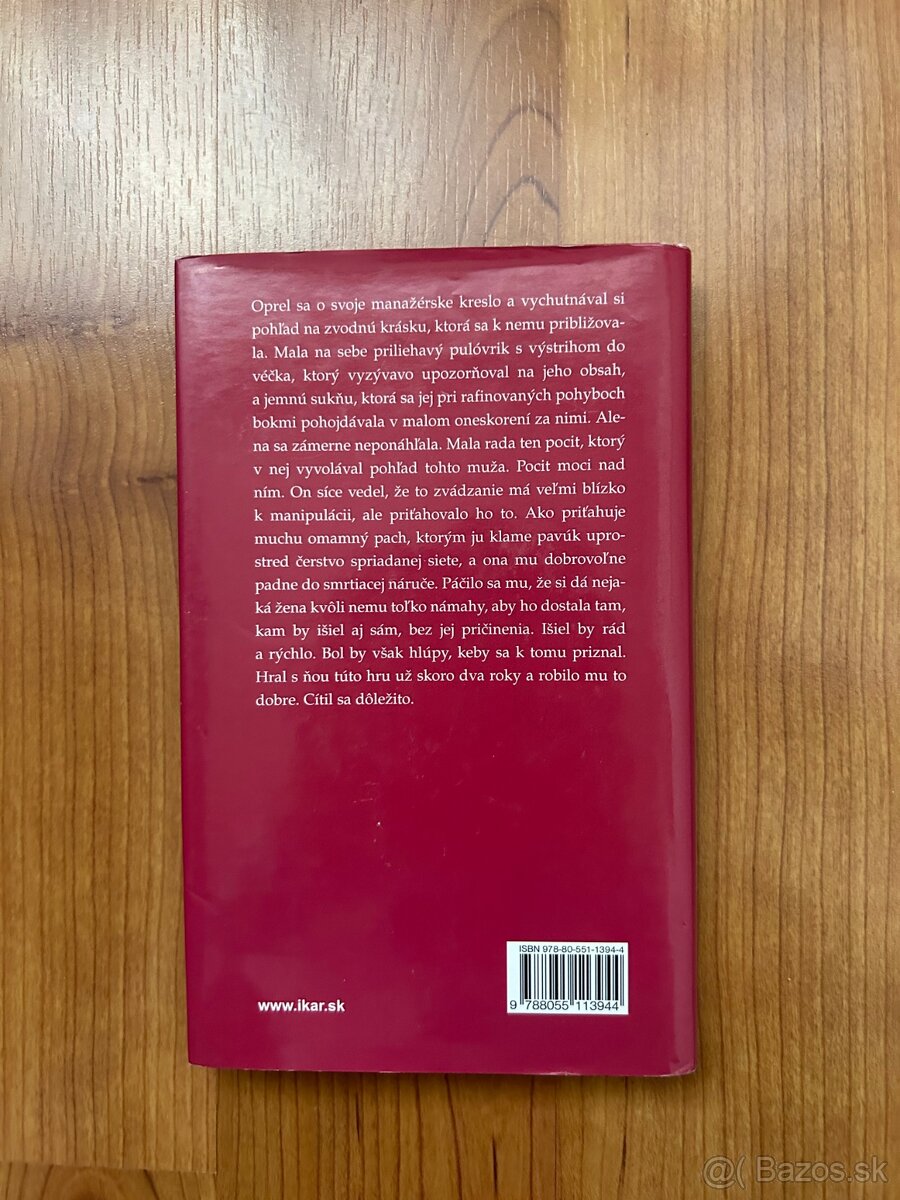 Oprel sa o svoje manažérske kreslo a vychutnával si
pohľad na zvodnú krásku, ktorá sa k nemu približova-
la. Mala na sebe priliehavý pulóvrik s výstrihom do
véčka, ktorý vyzývavo upozorňoval na jeho obsah,
a jemnú sukňu, ktorá sa jej pri rafinovaných pohyboch
bokmi pohojdávala v malom oneskorení za nimi. Ale-
na sa zámerne neponáhľala. Mala rada ten pocit, ktorý
v nej vyvolával pohľad tohto muža. Pocit moci nad
ním. On síce vedel, že to zvádzanie má veľmi blízko
k manipulácii, ale priťahovalo ho to. Ako priťahuje
muchu omamný pach, ktorým ju klame pavúk upro-
stred čerstvo spriadanej siete, a ona mu dobrovoľne
padne do smrtiacej náruče. Páčilo sa mu, že si dá neja-
ká žena kvôli nemu toľko námahy, aby ho dostala tam,
kam by išiel aj sám, bez jej pričinenia. Išiel by rád
a rýchlo. Bol by však hlúpy, keby sa k tomu priznal.
Hral s ňou túto hru už skoro dva roky a robilo mu to
dobre. Cítil sa dôležito.
ISBN 978-80-551-1394-4
9 788055 113944
www.ikar.sk
@( Bazos.sk